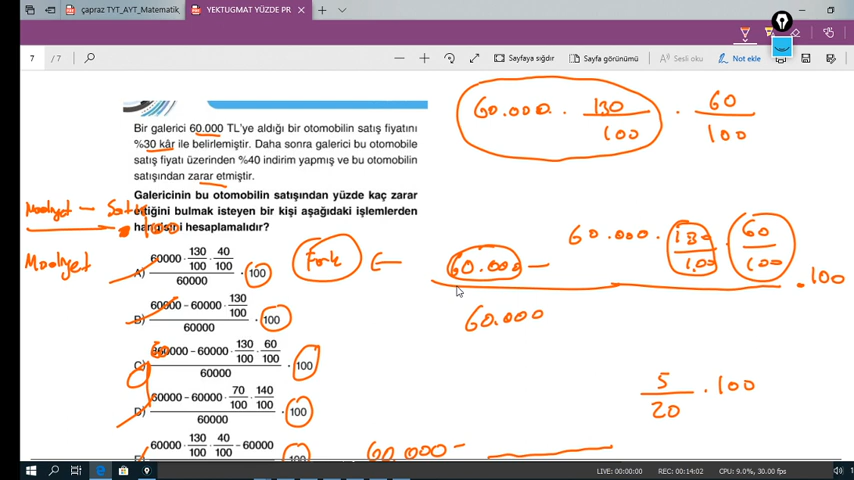 çapraz TYT_AYT_Matematik_
YEKTUGMAT YÜZDE PR
7 /7
Sayfaya sığdır
Sayfa görünümü
Sesli oku
Not ekle
Bir galerici 60.000 TL'ye aldığı bir otomobilin satış fiyatını
%30 kâr ile belirlemiştir. Daha sonra galerici bu otomobile
satış fiyatı üzerinden %40 indirim yapmış ve bu otomobilin
satışından zarar etmiştir.
Galericinin bu otomobilin satışından yüzde kaç zarar
ettiğini bulmak isteyen bir kişi aşağıdaki işlemlerden
hangisini hesaplamalıdır?
A) 60000 · 130/100 · 40/100 / 60000 · 100
B) 60000 – 60000 · 130/100 / 60000 · 100
C) 60000 – 60000 · 130/100 · 60/100 / 60000 · 100
D) 60000 – 60000 · 70/100 · 140/100 / 60000 · 100
E) 60000 · 130/100 · 40/100 – 60000 · 100
60.000 · 130/100 · 60/100
Maliyet – Satış / Maliyet · 100
Fark ←
60.000 – 60.000 · 130/100 · 60/100 / 60.000 · 100
5/20 · 100
60.000 –
LIVE: 00:00:00
REC: 00:14:02
CPU: 9.0%, 30.00 fps